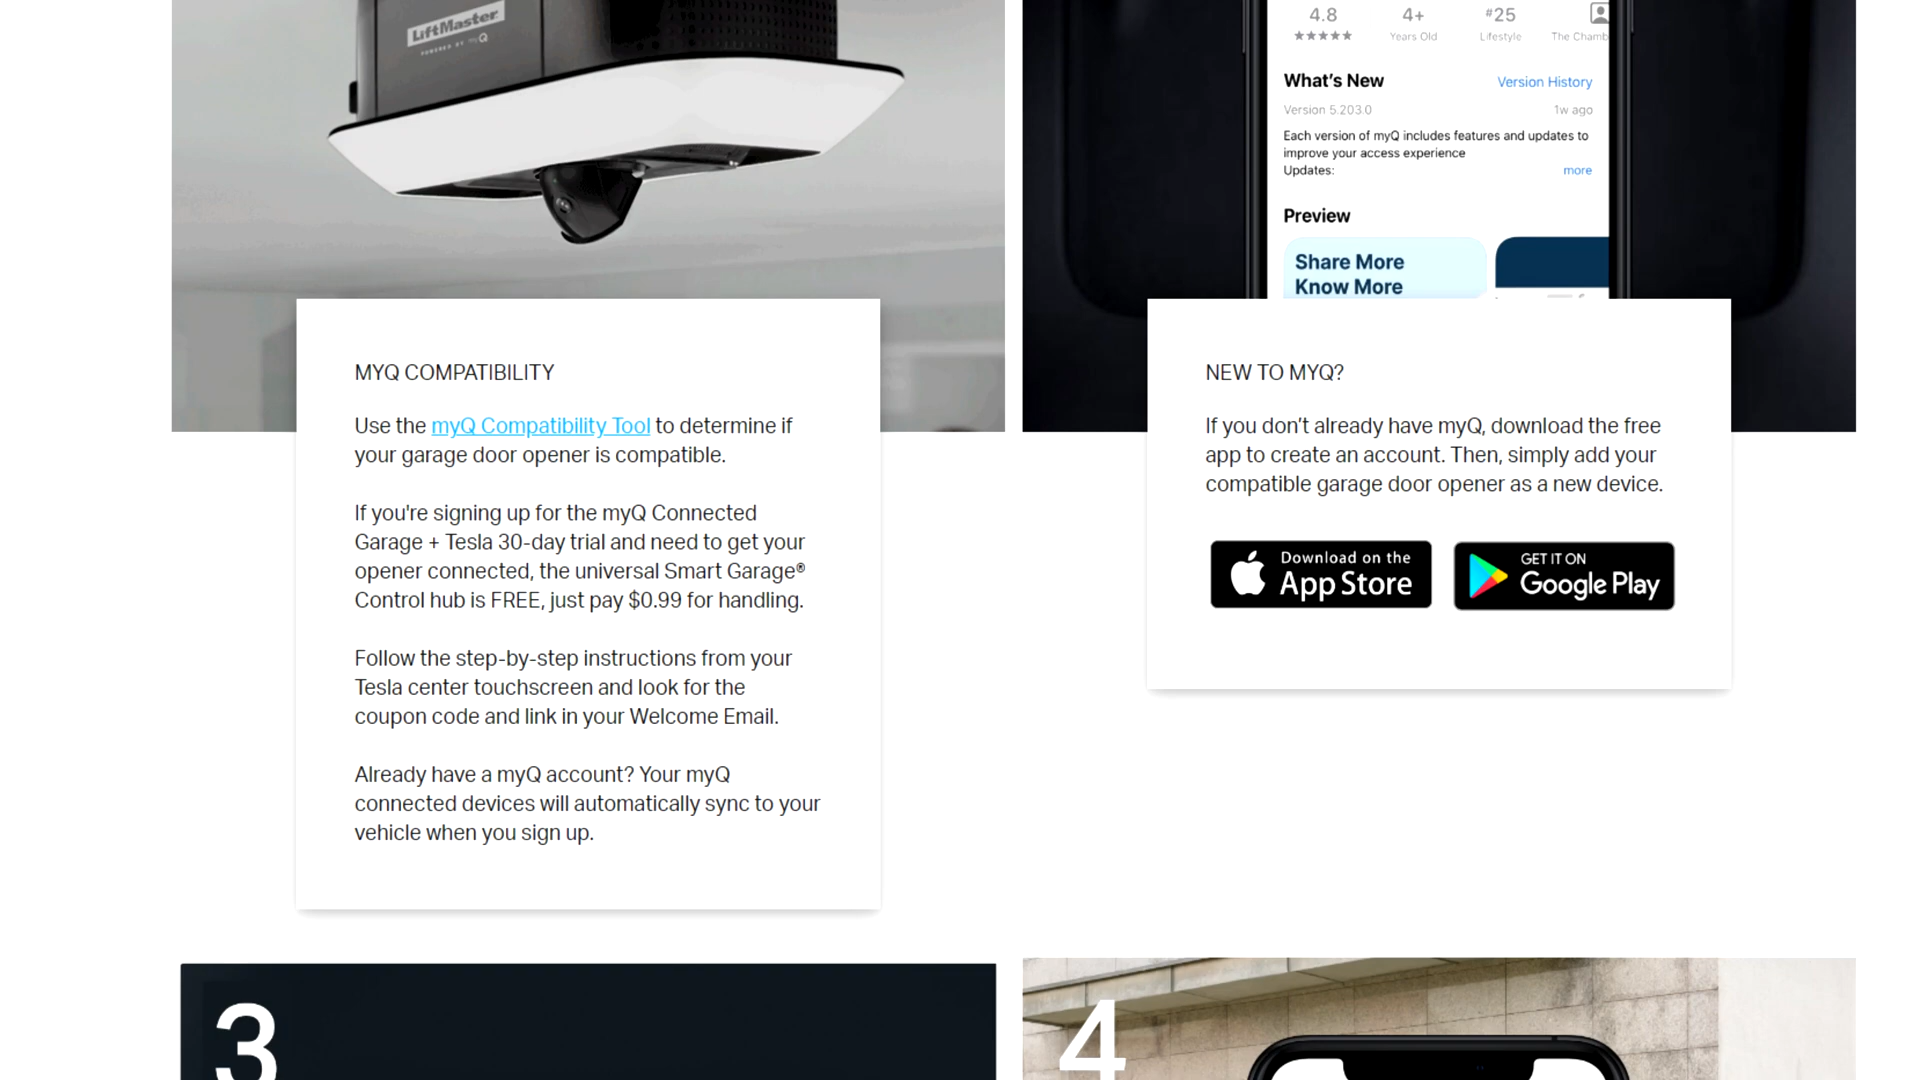 LiftMaster
POWERED BY myQ
4.8
4+
#25
Years Old
Lifestyle
The Chamb
What's New
Version History
Version 5.203.0
1w ago
Each version of myQ includes features and updates to
improve your access experience
Updates:
more
Preview
Share More
Know More
MYQ COMPATIBILITY
Use the myQ Compatibility Tool to determine if
your garage door opener is compatible.
If you're signing up for the myQ Connected
Garage + Tesla 30-day trial and need to get your
opener connected, the universal Smart Garage®
Control hub is FREE, just pay $0.99 for handling.
Follow the step-by-step instructions from your
Tesla center touchscreen and look for the
coupon code and link in your Welcome Email.
Already have a myQ account? Your myQ
connected devices will automatically sync to your
vehicle when you sign up.
NEW TO MYQ?
If you don’t already have myQ, download the free
app to create an account. Then, simply add your
compatible garage door opener as a new device.
Download on the
App Store
GET IT ON
Google Play
3
4